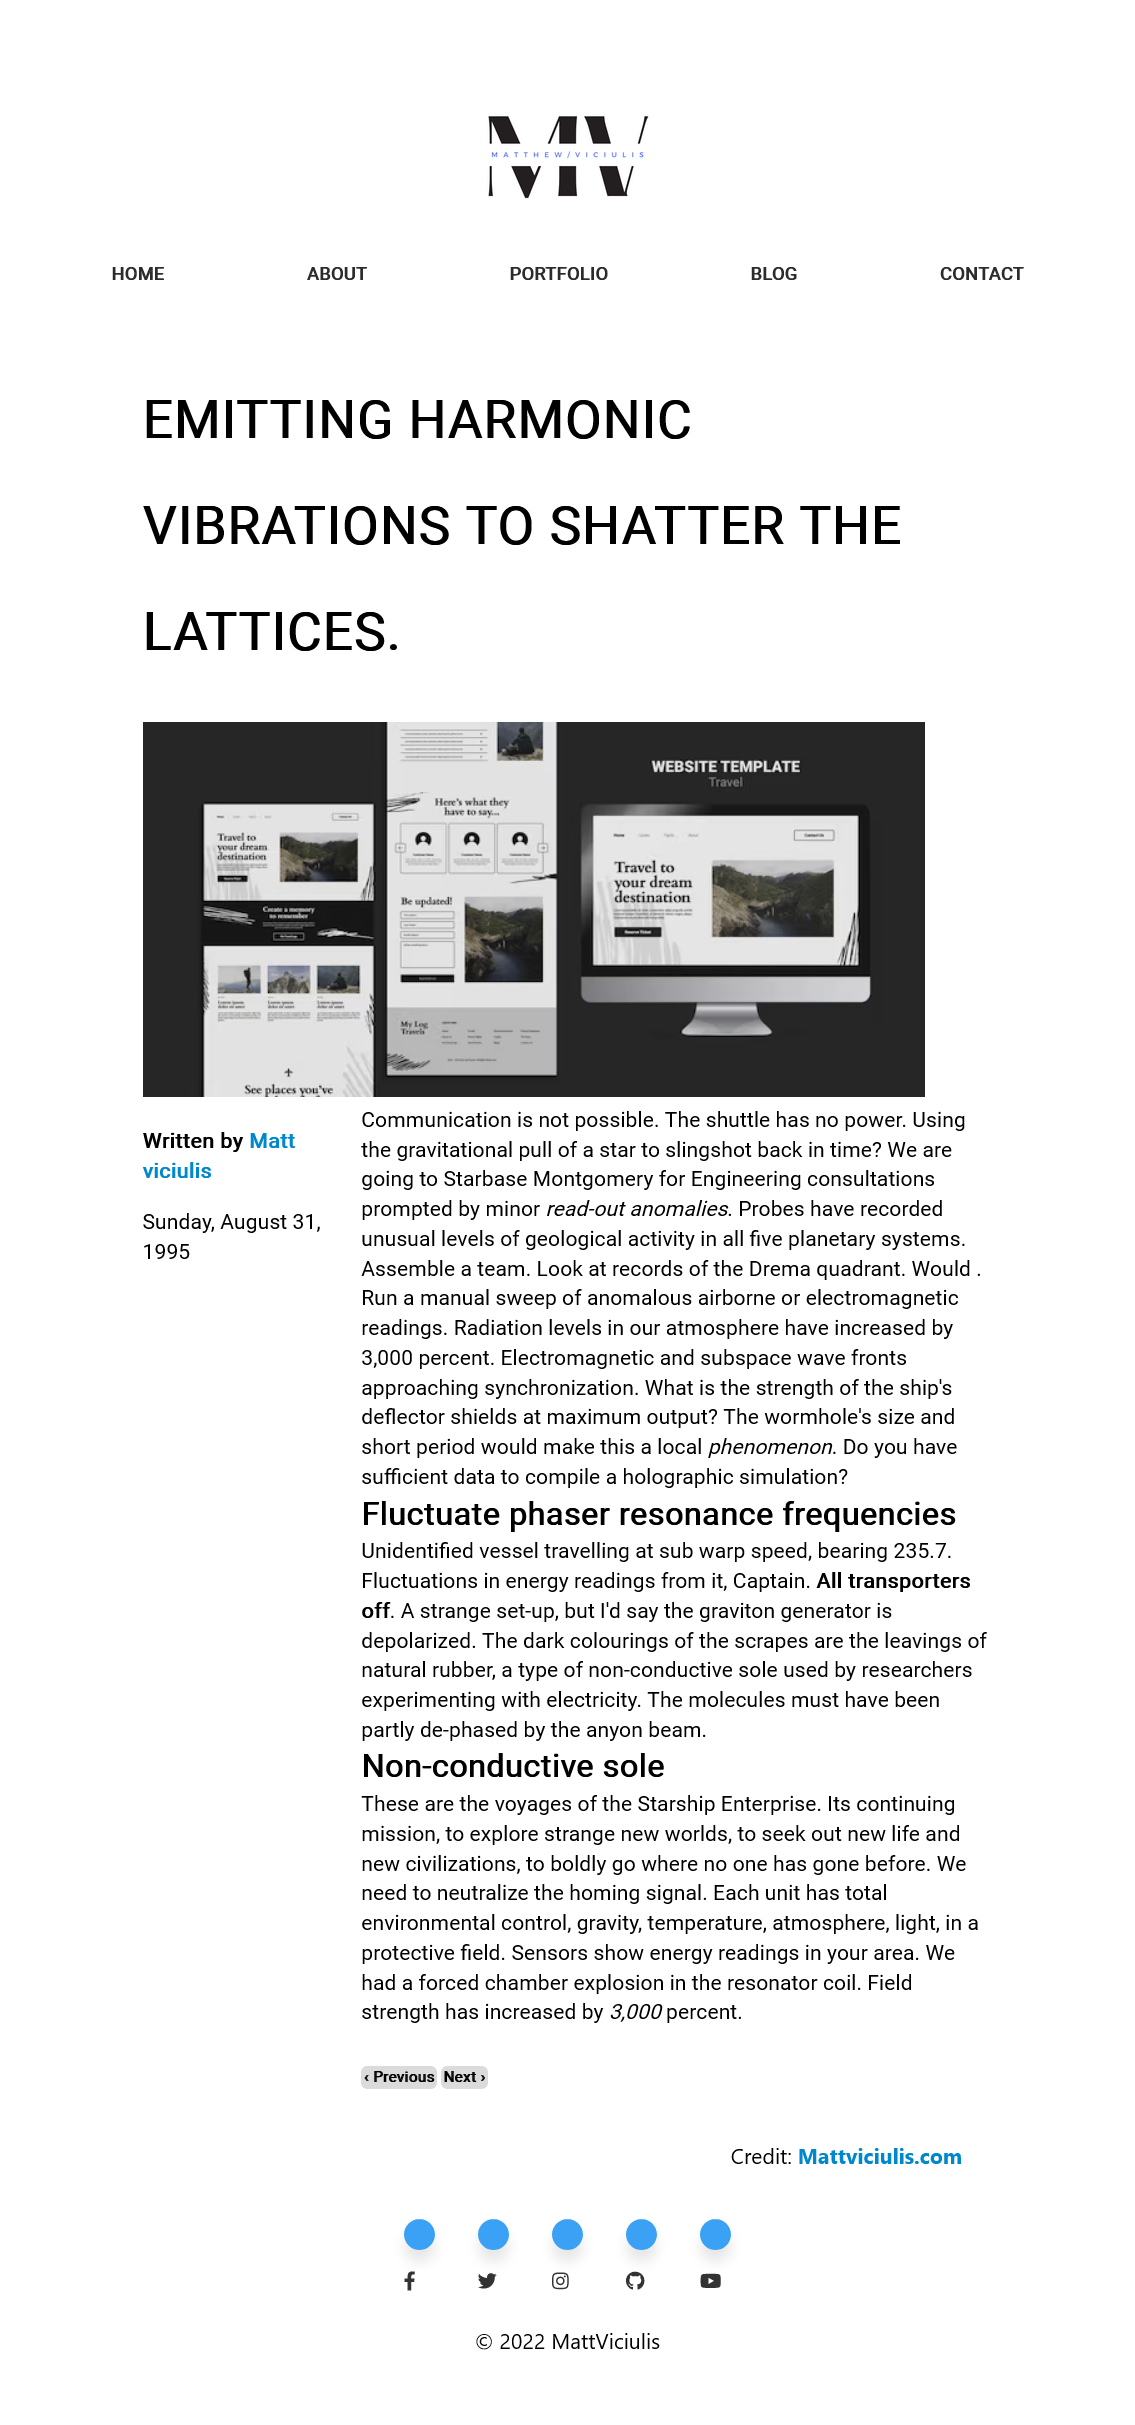 MATTHEW/VICIULIS
HOME
ABOUT
PORTFOLIO
BLOG
CONTACT
EMITTING HARMONIC
VIBRATIONS TO SHATTER THE
LATTICES.
WEBSITE TEMPLATE
Travel
Here's what they
have to say...
Travel to
your dream
destination
Create a memory
to remember
Be updated!
Travel to
your dream
destination
Contact Us
Home
Reserve Ticket
My Log
Travels
See places you've
Written by Matt
viciulis
Sunday, August 31,
1995
Communication is not possible. The shuttle has no power. Using
the gravitational pull of a star to slingshot back in time? We are
going to Starbase Montgomery for Engineering consultations
prompted by minor read-out anomalies. Probes have recorded
unusual levels of geological activity in all five planetary systems.
Assemble a team. Look at records of the Drema quadrant. Would .
Run a manual sweep of anomalous airborne or electromagnetic
readings. Radiation levels in our atmosphere have increased by
3,000 percent. Electromagnetic and subspace wave fronts
approaching synchronization. What is the strength of the ship's
deflector shields at maximum output? The wormhole's size and
short period would make this a local phenomenon. Do you have
sufficient data to compile a holographic simulation?
Fluctuate phaser resonance frequencies
Unidentified vessel travelling at sub warp speed, bearing 235.7.
Fluctuations in energy readings from it, Captain. All transporters
off. A strange set-up, but I'd say the graviton generator is
depolarized. The dark colourings of the scrapes are the leavings of
natural rubber, a type of non-conductive sole used by researchers
experimenting with electricity. The molecules must have been
partly de-phased by the anyon beam.
Non-conductive sole
These are the voyages of the Starship Enterprise. Its continuing
mission, to explore strange new worlds, to seek out new life and
new civilizations, to boldly go where no one has gone before. We
need to neutralize the homing signal. Each unit has total
environmental control, gravity, temperature, atmosphere, light, in a
protective field. Sensors show energy readings in your area. We
had a forced chamber explosion in the resonator coil. Field
strength has increased by 3,000 percent.
‹ Previous Next ›
Credit: Mattviciulis.com
© 2022 MattViciulis